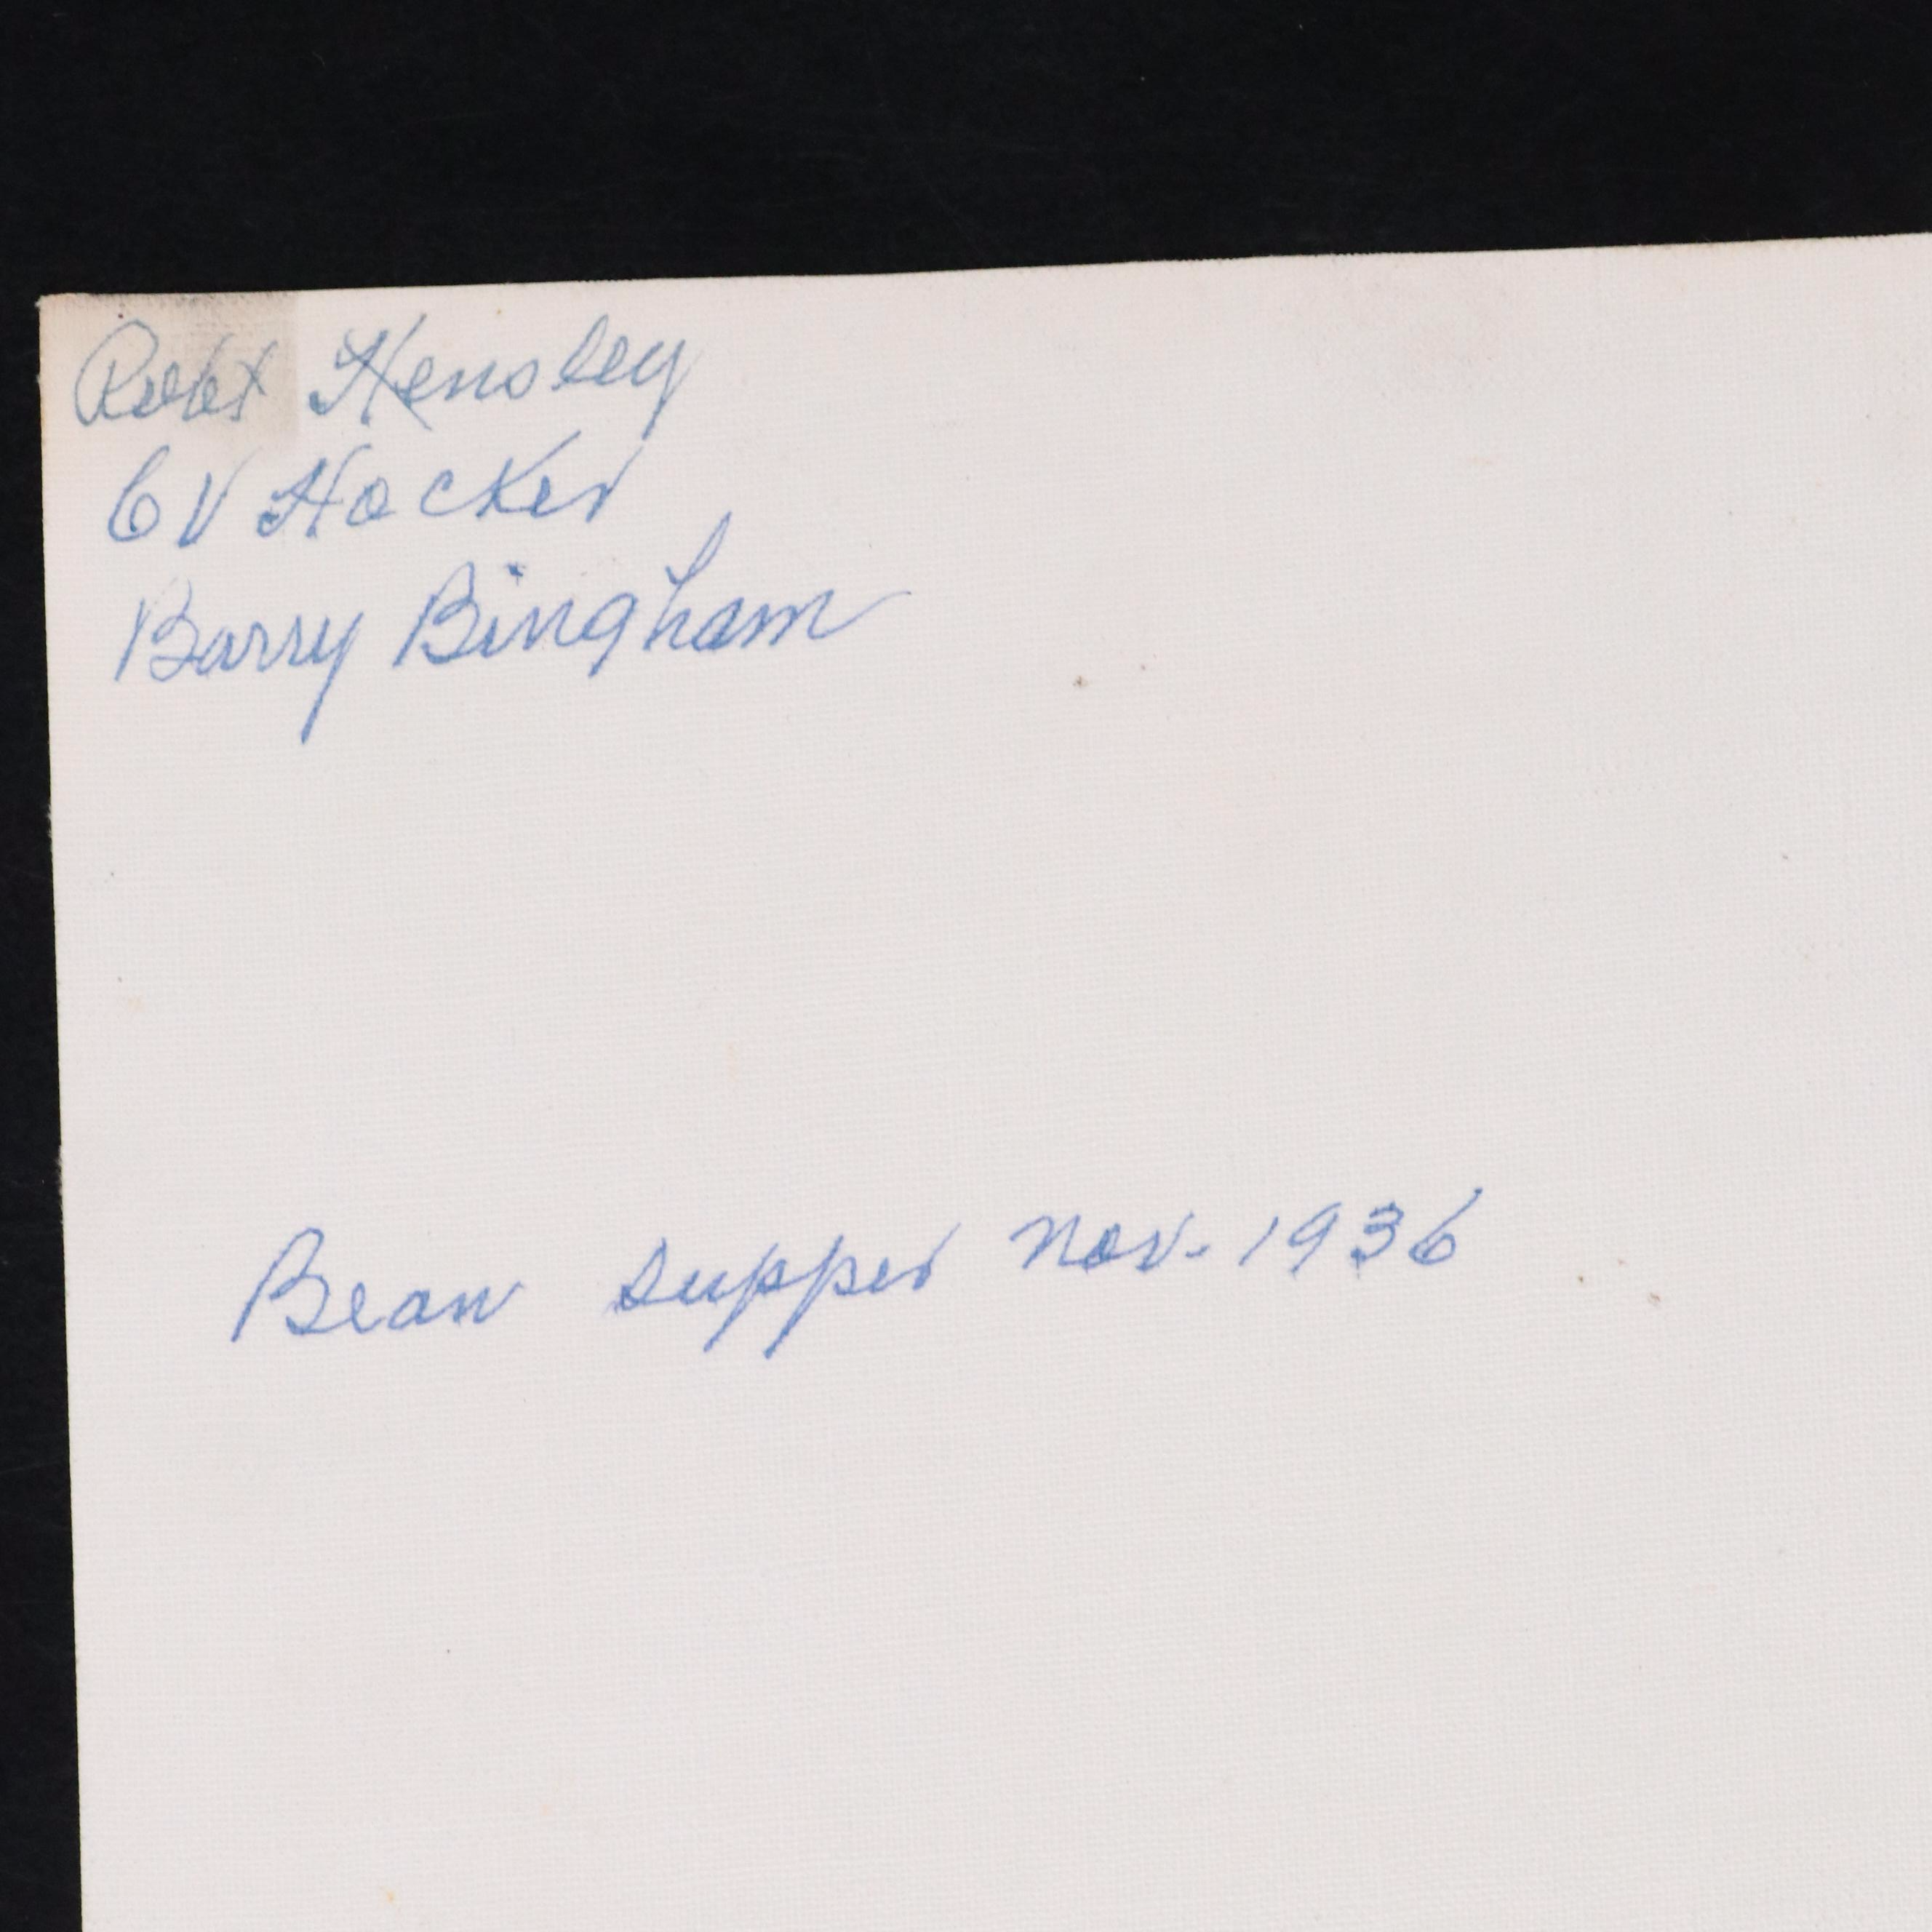 Robt Hensley
CV Hocker
Barry Bingham
Bean supper Nov. 1936